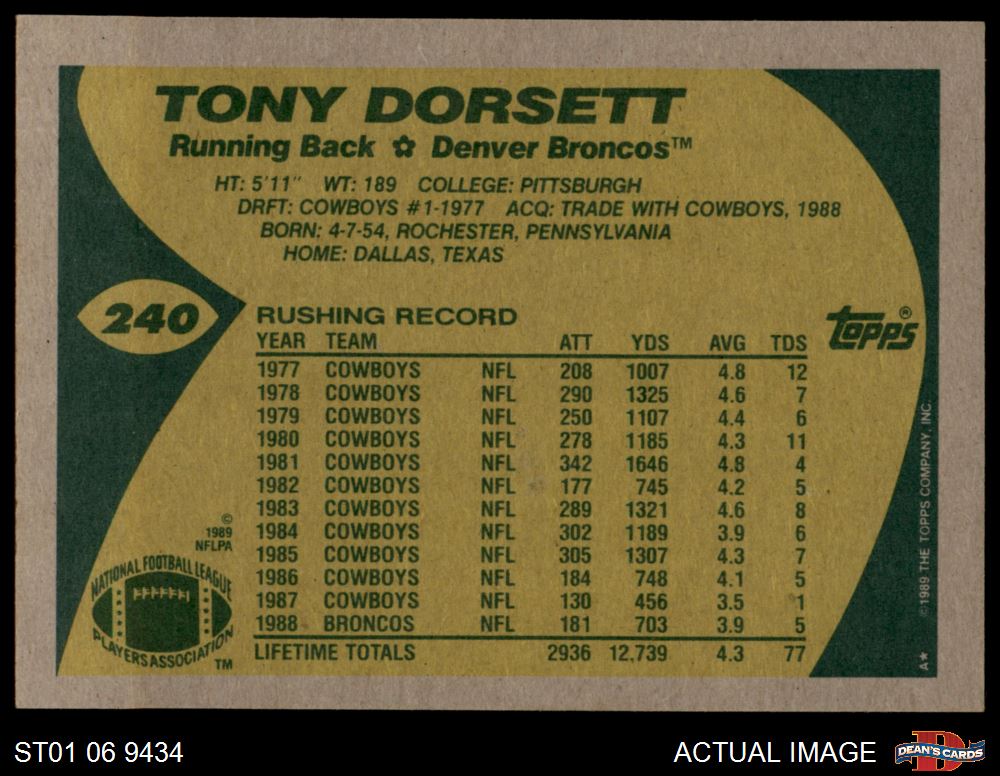 TONY DORSETT
Running Back ✿ Denver Broncos™
HT: 5'11" WT: 189 COLLEGE: PITTSBURGH
DRFT: COWBOYS #1-1977 ACQ: TRADE WITH COWBOYS, 1988
BORN: 4-7-54, ROCHESTER, PENNSYLVANIA
HOME: DALLAS, TEXAS
240
RUSHING RECORD
topps®
YEAR TEAM ATT YDS AVG TDS
1977 COWBOYS NFL 208 1007 4.8 12
1978 COWBOYS NFL 290 1325 4.6 7
1979 COWBOYS NFL 250 1107 4.4 6
1980 COWBOYS NFL 278 1185 4.3 11
1981 COWBOYS NFL 342 1646 4.8 4
1982 COWBOYS NFL 177 745 4.2 5
1983 COWBOYS NFL 289 1321 4.6 8
1984 COWBOYS NFL 302 1189 3.9 6
1985 COWBOYS NFL 305 1307 4.3 7
1986 COWBOYS NFL 184 748 4.1 5
1987 COWBOYS NFL 130 456 3.5 1
1988 BRONCOS NFL 181 703 3.9 5
LIFETIME TOTALS 2936 12,739 4.3 77
©
1989
NFLPA
NATIONAL FOOTBALL LEAGUE
PLAYERS ASSOCIATION
™
©1989 THE TOPPS COMPANY, INC.
A★
ST01 06 9434
ACTUAL IMAGE
D
DEAN'S CARDS